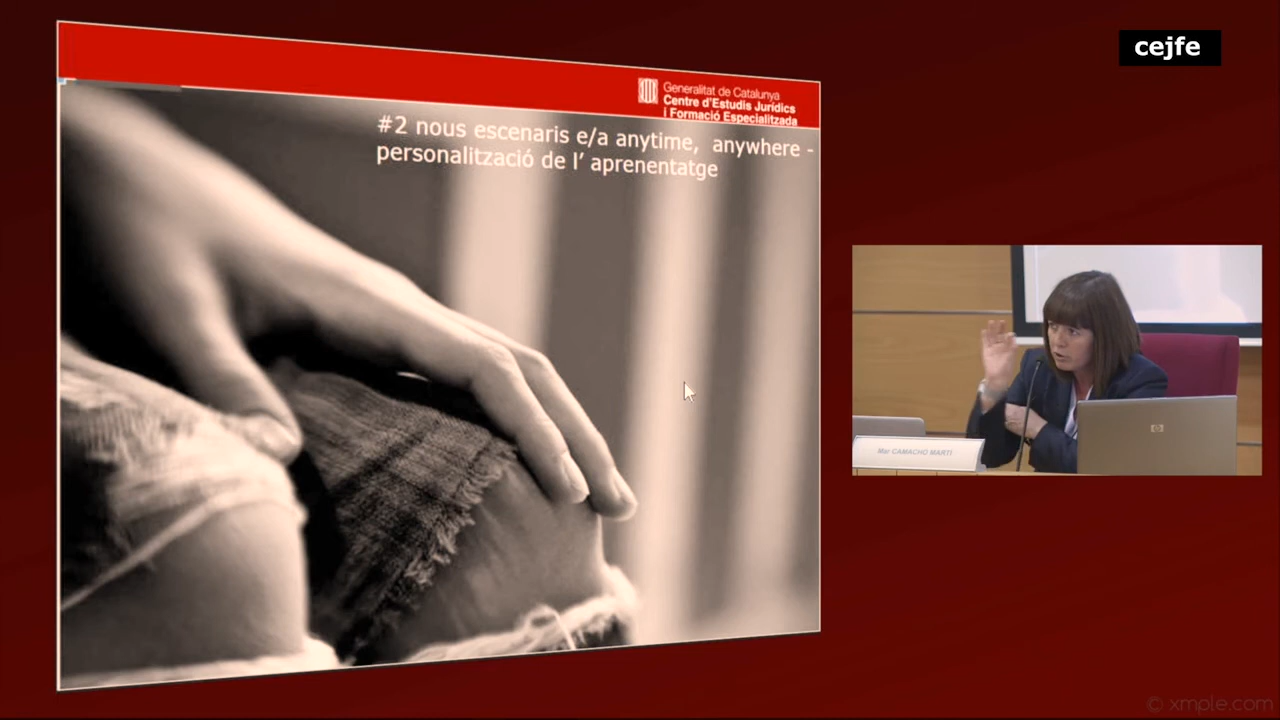 cejfe
Generalitat de Catalunya
Centre d'Estudis Jurídics
i Formació Especialitzada
#2 nous escenaris e/a anytime, anywhere -
personalització de l’ aprenentatge
Mar CAMACHO MARTÍ
hp
© xmple.com